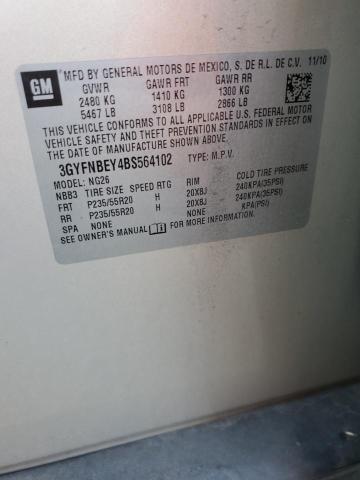 GM
MFD BY GENERAL MOTORS DE MEXICO, S. DE R.L. DE C.V. 11/10
GVWR GAWR FRT GAWR RR
2480 KG 1410 KG 1300 KG
5467 LB 3108 LB 2866 LB
THIS VEHICLE CONFORMS TO ALL APPLICABLE U.S. FEDERAL MOTOR
VEHICLE SAFETY AND THEFT PREVENTION STANDARDS IN EFFECT ON THE DATE OF
MANUFACTURE SHOWN ABOVE.
3GYFNBEY4BS564102 TYPE: M.P.V.
MODEL: NG26
NBB3 TIRE SIZE SPEED RTG RIM COLD TIRE PRESSURE
FRT P235/55R20 H 20X8J 240KPA(35PSI)
RR P235/55R20 H 20X8J 240KPA(35PSI)
SPA NONE NONE KPA(PSI)
SEE OWNER'S MANUAL